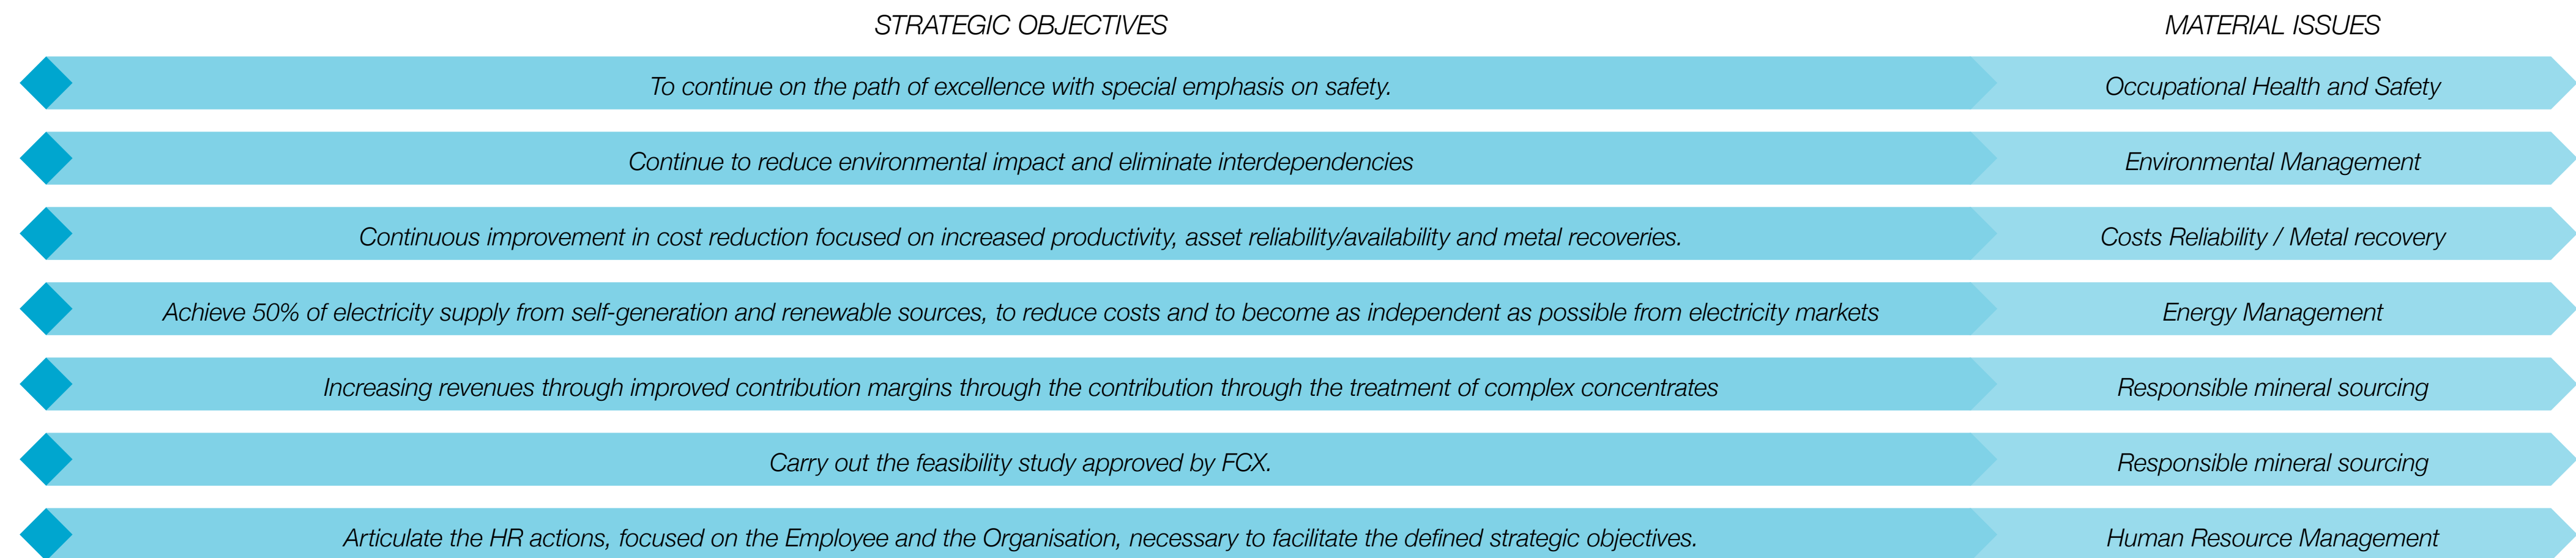 STRATEGIC OBJECTIVES MATERIAL ISSUES
To continue on the path of excellence with special emphasis on safety. Occupational Health and Safety
Continue to reduce environmental impact and eliminate interdependencies Environmental Management
Continuous improvement in cost reduction focused on increased productivity, asset reliability/availability and metal recoveries. Costs Reliability / Metal recovery
Achieve 50% of electricity supply from self-generation and renewable sources, to reduce costs and to become as independent as possible from electricity markets Energy Management
Increasing revenues through improved contribution margins through the contribution through the treatment of complex concentrates Responsible mineral sourcing
Carry out the feasibility study approved by FCX. Responsible mineral sourcing
Articulate the HR actions, focused on the Employee and the Organisation, necessary to facilitate the defined strategic objectives. Human Resource Management